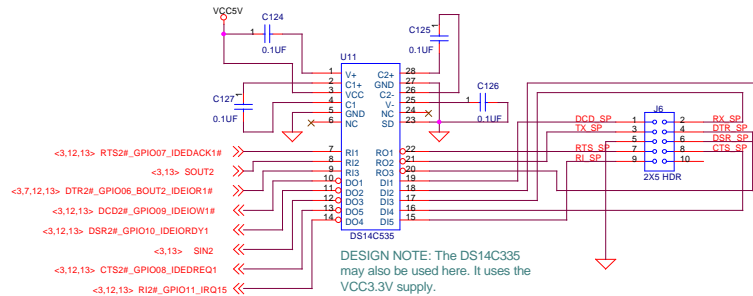 VCC5V
C124
1
0.1UF
C125
1
0.1UF
U11
C127
1
0.1UF
C126
1
0.1UF
1 V+ C2+ 28
2 C1+ GND 27
3 VCC C2- 26
4 C1 V- 25
5 GND NC 24
6 NC SD 23
7 RI1 RO1 22
8 RI2 RO2 21
9 RI3 RO3 20
10 DO1 DI1 19
11 DO2 DI2 18
12 DO3 DI3 17
13 DO5 DI4 16
14 DO4 DI5 15
DS14C535
<3,12,13> RTS2#_GPIO07_IDEDACK1#
<3,13> SOUT2
<3,7,12,13> DTR2#_GPIO06_BOUT2_IDEIOR1#
<3,12,13> DCD2#_GPIO09_IDEIOW1#
<3,12,13> DSR2#_GPIO10_IDEIORDY1
<3,13> SIN2
<3,12,13> CTS2#_GPIO08_IDEDREQ1
<3,12,13> RI2#_GPIO11_IRQ15
J6
DCD_SP 1 2 RX_SP
TX_SP 3 4 DTR_SP
5 6 DSR_SP
RTS_SP 7 8 CTS_SP
RI_SP 9 10
2X5 HDR
DESIGN NOTE: The DS14C335
may also be used here. It uses the
VCC3.3V supply.